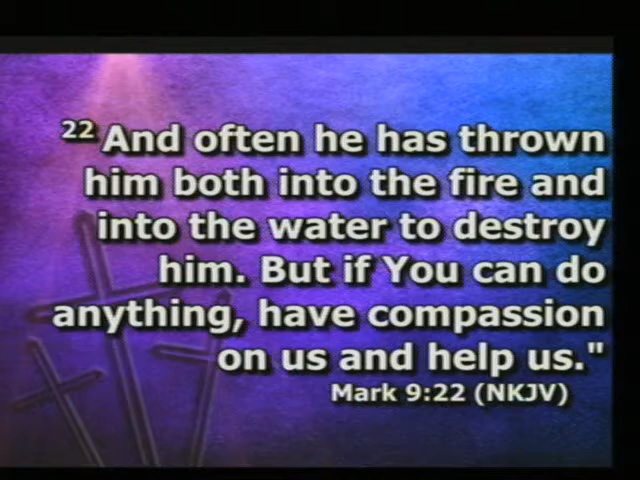 22 And often he has thrown
him both into the fire and
into the water to destroy
him. But if You can do
anything, have compassion
on us and help us."
Mark 9:22 (NKJV)